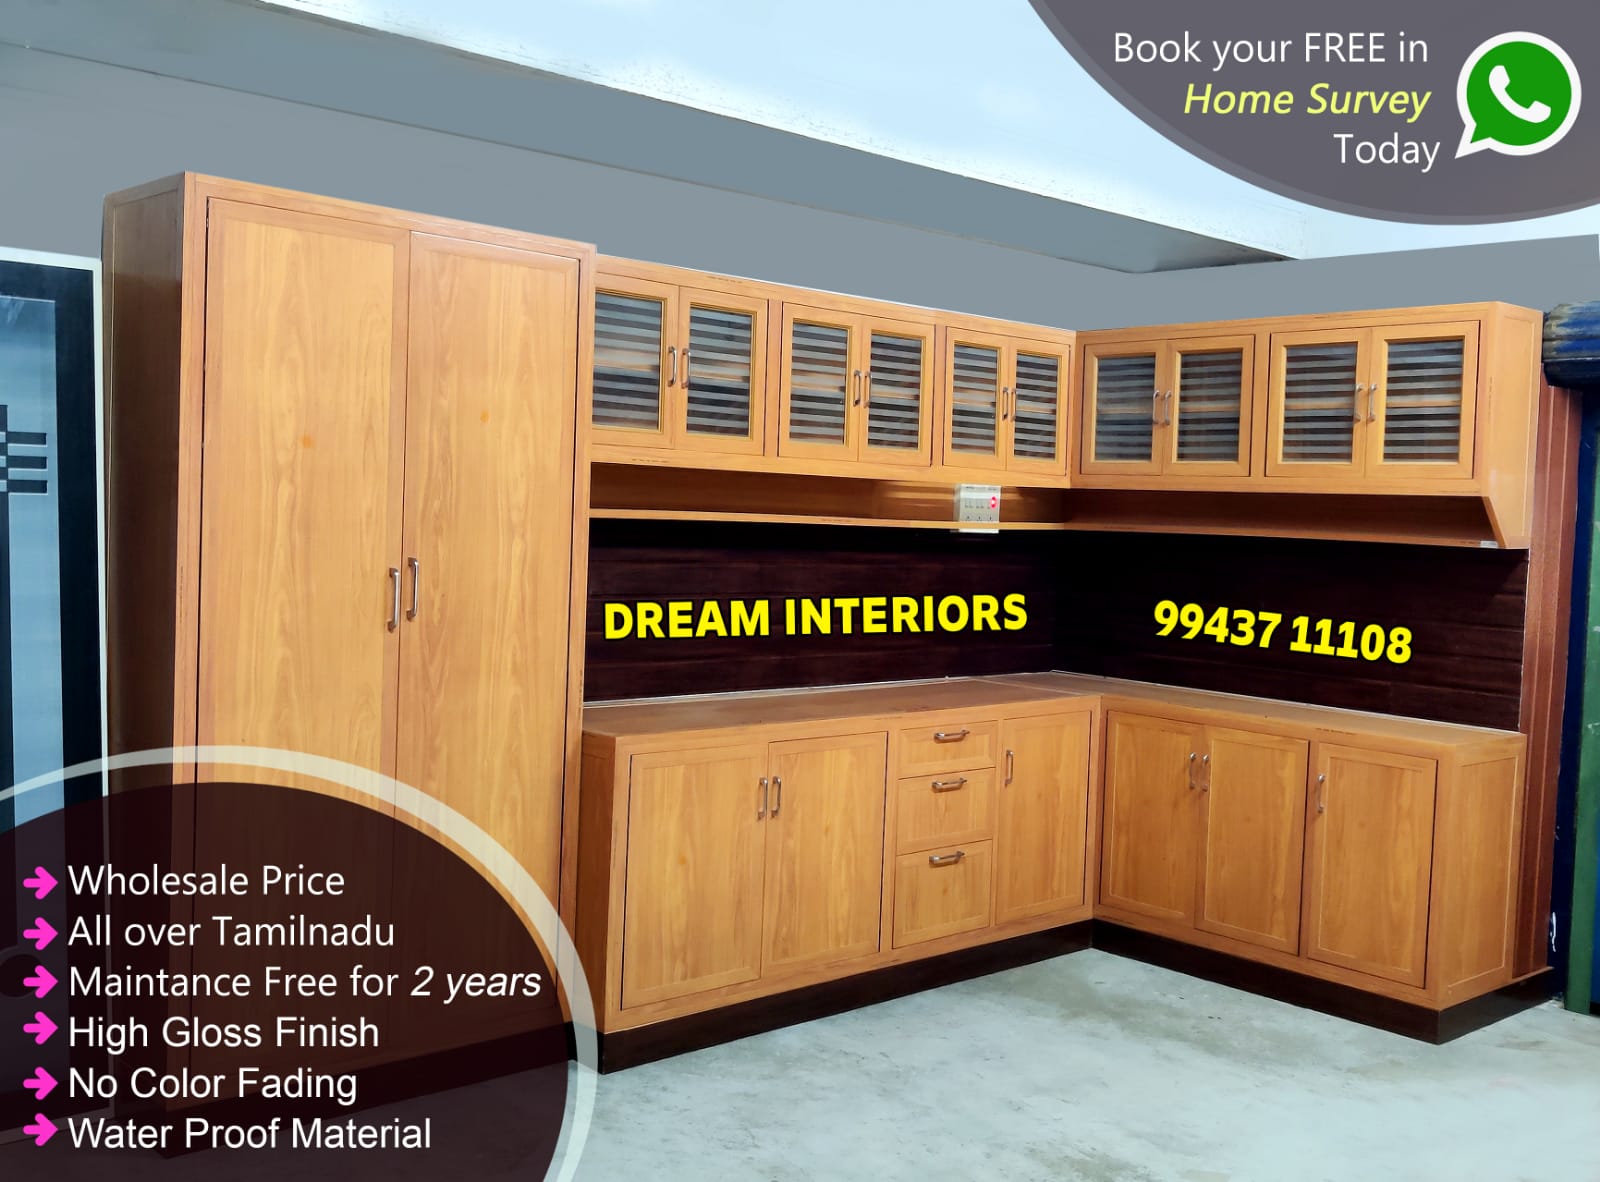 Book your FREE in
Home Survey
Today
DREAM INTERIORS
99437 11108
Wholesale Price
All over Tamilnadu
Maintance Free for 2 years
High Gloss Finish
No Color Fading
Water Proof Material